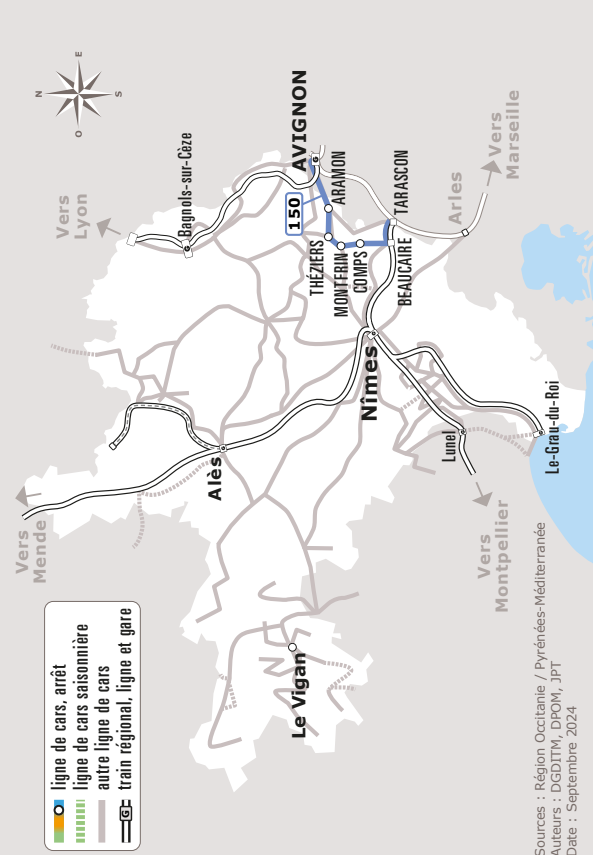 N
E
S
O
Vers
Lyon
Bagnols-sur-Cèze
AVIGNON
G
150
ARAMON
THÉZIERS
MONTFRIN
COMPS
BEAUCAIRE
TARASCON
Arles
Vers
Marseille
Nîmes
Alès
Vers
Mende
Lunel
Le-Grau-du-Roi
Vers
Montpellier
Le Vigan
ligne de cars, arrêt
ligne de cars saisonnière
autre ligne de cars
G
train régional, ligne et gare
Sources : Région Occitanie / Pyrénées-Méditerranée
Auteurs : DGDITM, DPOM, JPT
Date : Septembre 2024